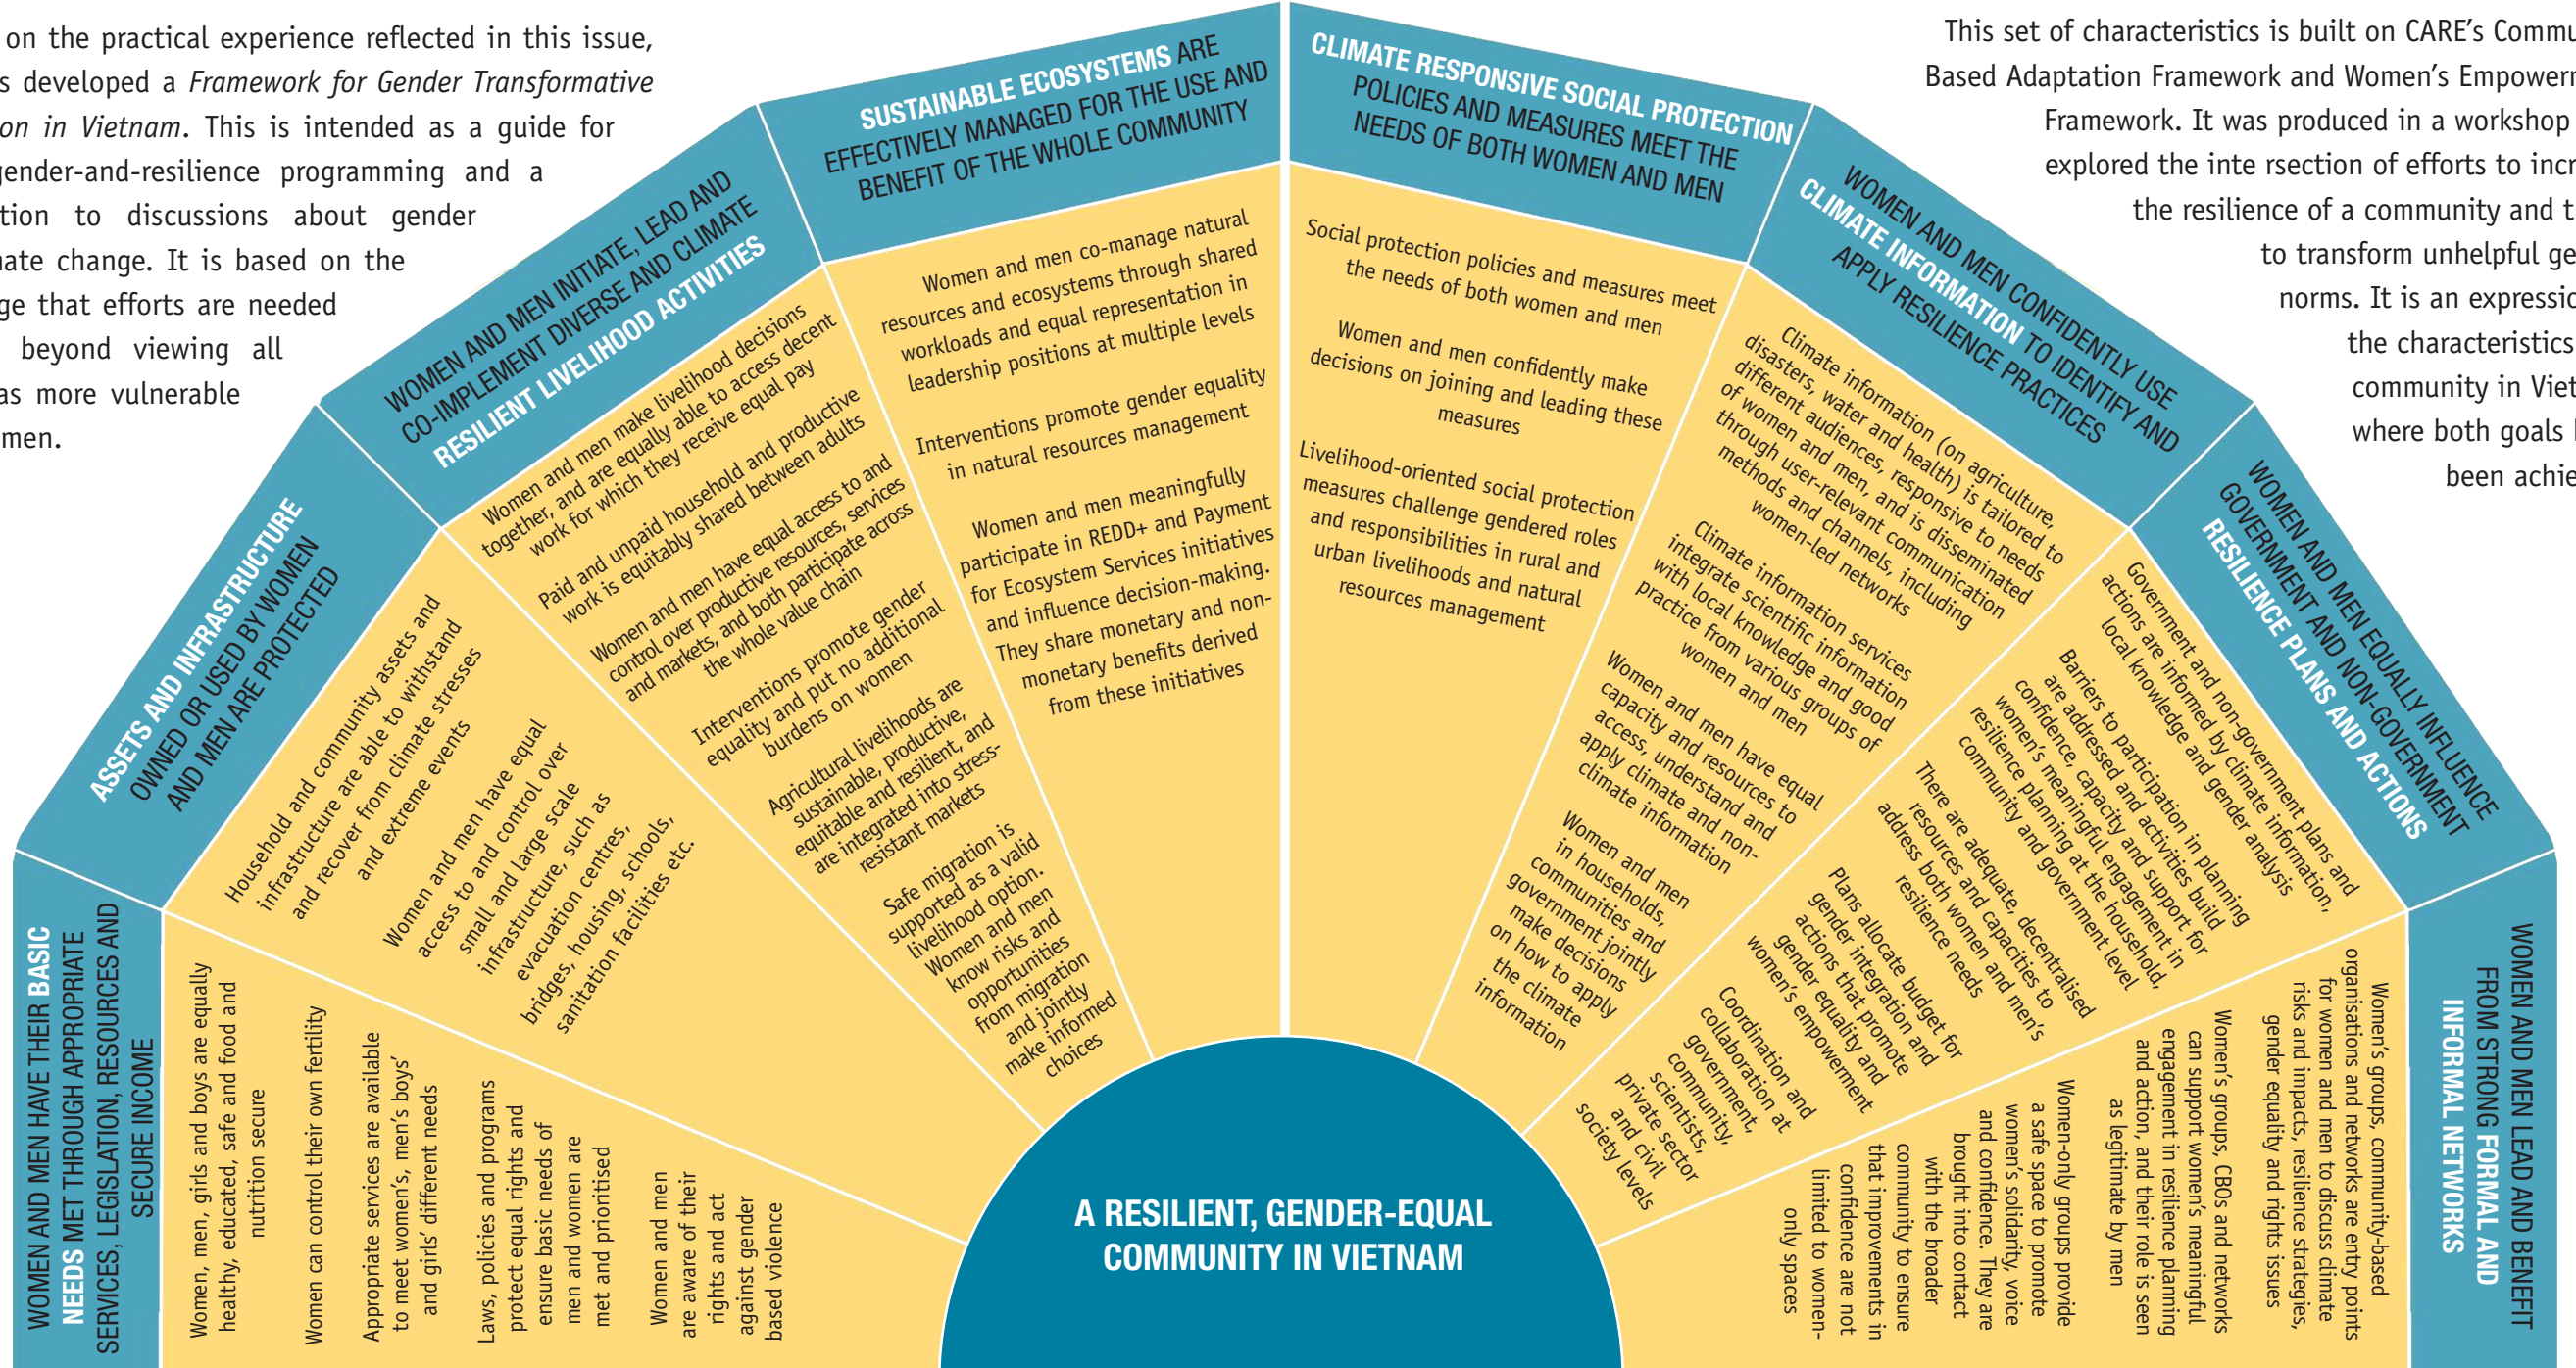 on the practical experience reflected in this issue,
s developed a Framework for Gender Transformative
on in Vietnam. This is intended as a guide for
gender-and-resilience programming and a
tion to discussions about gender
ate change. It is based on the
ge that efforts are needed
beyond viewing all
as more vulnerable
men.
This set of characteristics is built on CARE's Commu
Based Adaptation Framework and Women's Empowerm
Framework. It was produced in a workshop
explored the inte rsection of efforts to incr
the resilience of a community and t
to transform unhelpful ge
norms. It is an expressio
the characteristics
community in Viet
where both goals
been achie
WOMEN AND MEN HAVE THEIR BASIC
NEEDS MET THROUGH APPROPRIATE
SERVICES, LEGISLATION, RESOURCES AND
SECURE INCOME
Women, men, girls and boys are equally
healthy, educated, safe and food and
nutrition secure
Women can control their own fertility
Appropriate services are available
to meet women's, men's boys'
and girls' different needs
Laws, policies and programs
protect equal rights and
ensure basic needs of
men and women are
met and prioritised
Women and men
are aware of their
rights and act
against gender
based violence
ASSETS AND INFRASTRUCTURE
OWNED OR USED BY WOMEN
AND MEN ARE PROTECTED
Household and community assets and
infrastructure are able to withstand
and recover from climate stresses
and extreme events
Women and men have equal
access to and control over
small and large scale
infrastructure, such as
evacuation centres,
bridges, housing, schools,
sanitation facilities etc.
WOMEN AND MEN INITIATE, LEAD AND
CO-IMPLEMENT DIVERSE AND CLIMATE
RESILIENT LIVELIHOOD ACTIVITIES
Women and men make livelihood decisions
together, and are equally able to access decent
work for which they receive equal pay
Paid and unpaid household and productive
work is equitably shared between adults
Women and men have equal access to and
control over productive resources, services
and markets, and both participate across
the whole value chain
Interventions promote gender
equality and put no additional
burdens on women
Agricultural livelihoods are
sustainable, productive,
equitable and resilient, and
are integrated into stress-
resistant markets
Safe migration is
supported as a valid
livelihood option.
Women and men
know risks and
opportunities
from migration
and jointly
make informed
choices
SUSTAINABLE ECOSYSTEMS ARE
EFFECTIVELY MANAGED FOR THE USE AND
BENEFIT OF THE WHOLE COMMUNITY
Women and men co-manage natural
resources and ecosystems through shared
workloads and equal representation in
leadership positions at multiple levels
Interventions promote gender equality
in natural resources management
Women and men meaningfully
participate in REDD+ and Payment
for Ecosystem Services initiatives
and influence decision-making.
They share monetary and non-
monetary benefits derived
from these initiatives
CLIMATE RESPONSIVE SOCIAL PROTECTION
POLICIES AND MEASURES MEET THE
NEEDS OF BOTH WOMEN AND MEN
Social protection policies and measures meet
the needs of both women and men
Women and men confidently make
decisions on joining and leading these
measures
Livelihood-oriented social protection
measures challenge gendered roles
and responsibilities in rural and
urban livelihoods and natural
resources management
WOMEN AND MEN CONFIDENTLY USE
CLIMATE INFORMATION TO IDENTIFY AND
APPLY RESILIENCE PRACTICES
Climate information (on agriculture,
disasters, water and health) is tailored to
different audiences, responsive to needs
of women and men, and is disseminated
through user-relevant communication
methods and channels, including
women-led networks
Climate information services
integrate scientific information
with local knowledge and good
practice from various groups of
women and men
Women and men have equal
capacity and resources to
access, understand and
apply climate and non-
climate information
Women and men
in households,
communities and
government jointly
make decisions
on how to apply
the climate
information
WOMEN AND MEN EQUALLY INFLUENCE
GOVERNMENT AND NON-GOVERNMENT
RESILIENCE PLANS AND ACTIONS
Government and non-government plans and
actions are informed by climate information,
local knowledge and gender analysis
Barriers to participation in planning
are addressed and activities build
confidence, capacity and support for
women's meaningful engagement in
resilience planning at the household,
community and government level
There are adequate, decentralised
resources and capacities to
address both women and men's
resilience needs
Plans allocate budget for
gender integration and
actions that promote
gender equality and
women's empowerment
Coordination and
collaboration at
government,
community,
scientists,
private sector
and civil
society levels
WOMEN AND MEN LEAD AND BENEFIT
FROM STRONG FORMAL AND
INFORMAL NETWORKS
Women's groups, community-based
organisations and networks are entry points
for women and men to discuss climate
risks and impacts, resilience strategies,
gender equality and rights issues
Women's groups, CBOs and networks
can support women's meaningful
engagement in resilience planning
and action, and their role is seen
as legitimate by men
Women-only groups provide
a safe space to promote
women's solidarity, voice
and confidence. They are
brought into contact
with the broader
community to ensure
that improvements in
confidence are not
limited to women-
only spaces
A RESILIENT, GENDER-EQUAL
COMMUNITY IN VIETNAM